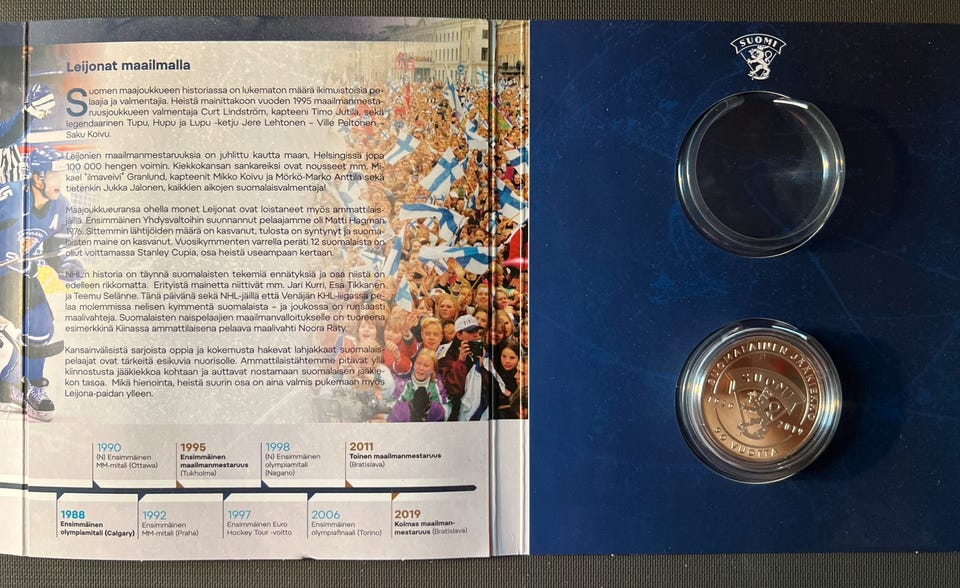 Leijonat maailmalla
Suomen maajoukkueen historiassa on lukematon määrä ikimuistoisia pe-
laajia ja valmentajia. Heistä mainittakoon vuoden 1995 maailmanmesta-
ruusjoukkueen valmentaja Curt Lindström, kapteeni Timo Jutila, sekä
legendaarinen Tupu, Hupu ja Lupu -ketju Jere Lehtonen – Ville Peltonen –
Saku Koivu.
Leijonien maailmanmestaruuksia on juhlittu kautta maan, Helsingissä jopa
100 000 hengen voimin. Kiekkokansan sankareiksi ovat nousseet mm. Mi-
kael "ilmaveivi" Granlund, kapteenit Mikko Koivu ja Mörkö-Marko Anttila sekä
tietenkin Jukka Jalonen, kaikkien aikojen suomalaisvalmentaja!
Maajoukkueuransa ohella monet Leijonat ovat loistaneet myös ammattilais-
jäillä. Ensimmäinen Yhdysvaltoihin suunnannut pelaajamme oli Matti Hagman
1976. Sittemmin lähtijöiden määrä on kasvanut, tulosta on syntynyt ja suoma-
laisten maine on kasvanut. Vuosikymmenten varrella peräti 12 suomalaista on
ollut voittamassa Stanley Cupia, osa heistä useampaan kertaan.
NHL:n historia on täynnä suomalaisten tekemiä ennätyksiä ja osa niistä on
edelleen rikkomatta. Erityistä mainetta niittivät mm. Jari Kurri, Esa Tikkanen
ja Teemu Selänne. Tänä päivänä sekä NHL-jäillä että Venäjän KHL-liigassa pe-
laa molemmissa nelisen kymmentä suomalaista – ja joukossa on runsaasti
maalivahteja. Suomalaisten naispelaajien maailmanvalloitukselle on tuoreena
esimerkkinä Kiinassa ammattilaisena pelaava maalivahti Noora Räty.
Kansainvälisistä sarjoista oppia ja kokemusta hakevat lahjakkaat suomalais-
pelaajat ovat tärkeitä esikuvia nuorisolle. Ammattilaistähtemme pitävät yllä
kiinnostusta jääkiekkoa kohtaan ja auttavat nostamaan suomalaisen jääkie-
kon tasoa. Mikä hienointa, heistä suurin osa on aina valmis pukemaan myös
Leijona-paidan ylleen.
1990
(N) Ensimmäinen
MM-mitali (Ottawa)
1995
Ensimmäinen
maailmanmestaruus
(Tukholma)
1998
(N) Ensimmäinen
olympiamitali
(Nagano)
2011
Toinen maailmanmestaruus
(Bratislava)
1988
Ensimmäinen
olympiamitali (Calgary)
1992
Ensimmäinen
MM-mitali (Praha)
1997
Ensimmäinen Euro
Hockey Tour -voitto
2006
Ensimmäinen
olympiafinaali (Torino)
2019
Kolmas maailman-
mestaruus (Bratislava)
SUOMI
SUOMALAINEN JÄÄKIEKKO
SUOMI
2019
VUOTTA